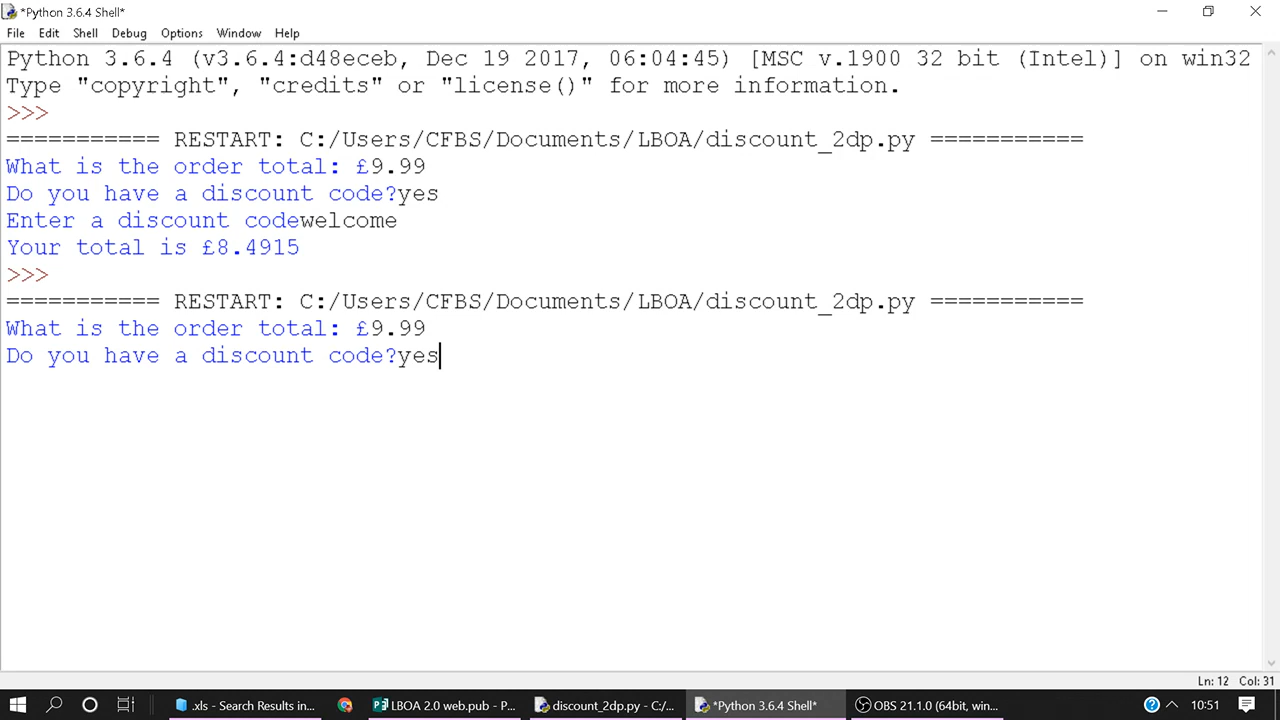 *Python 3.6.4 Shell*
File Edit Shell Debug Options Window Help
Python 3.6.4 (v3.6.4:d48eceb, Dec 19 2017, 06:04:45) [MSC v.1900 32 bit (Intel)] on win32
Type "copyright", "credits" or "license()" for more information.
>>>
=========== RESTART: C:/Users/CFBS/Documents/LBOA/discount_2dp.py ===========
What is the order total: £9.99
Do you have a discount code?yes
Enter a discount codewelcome
Your total is £8.4915
>>>
=========== RESTART: C:/Users/CFBS/Documents/LBOA/discount_2dp.py ===========
What is the order total: £9.99
Do you have a discount code?yes
Ln: 12 Col: 31
.xls - Search Results in... LBOA 2.0 web.pub - P... discount_2dp.py - C:/... *Python 3.6.4 Shell* OBS 21.1.0 (64bit, win... 10:51